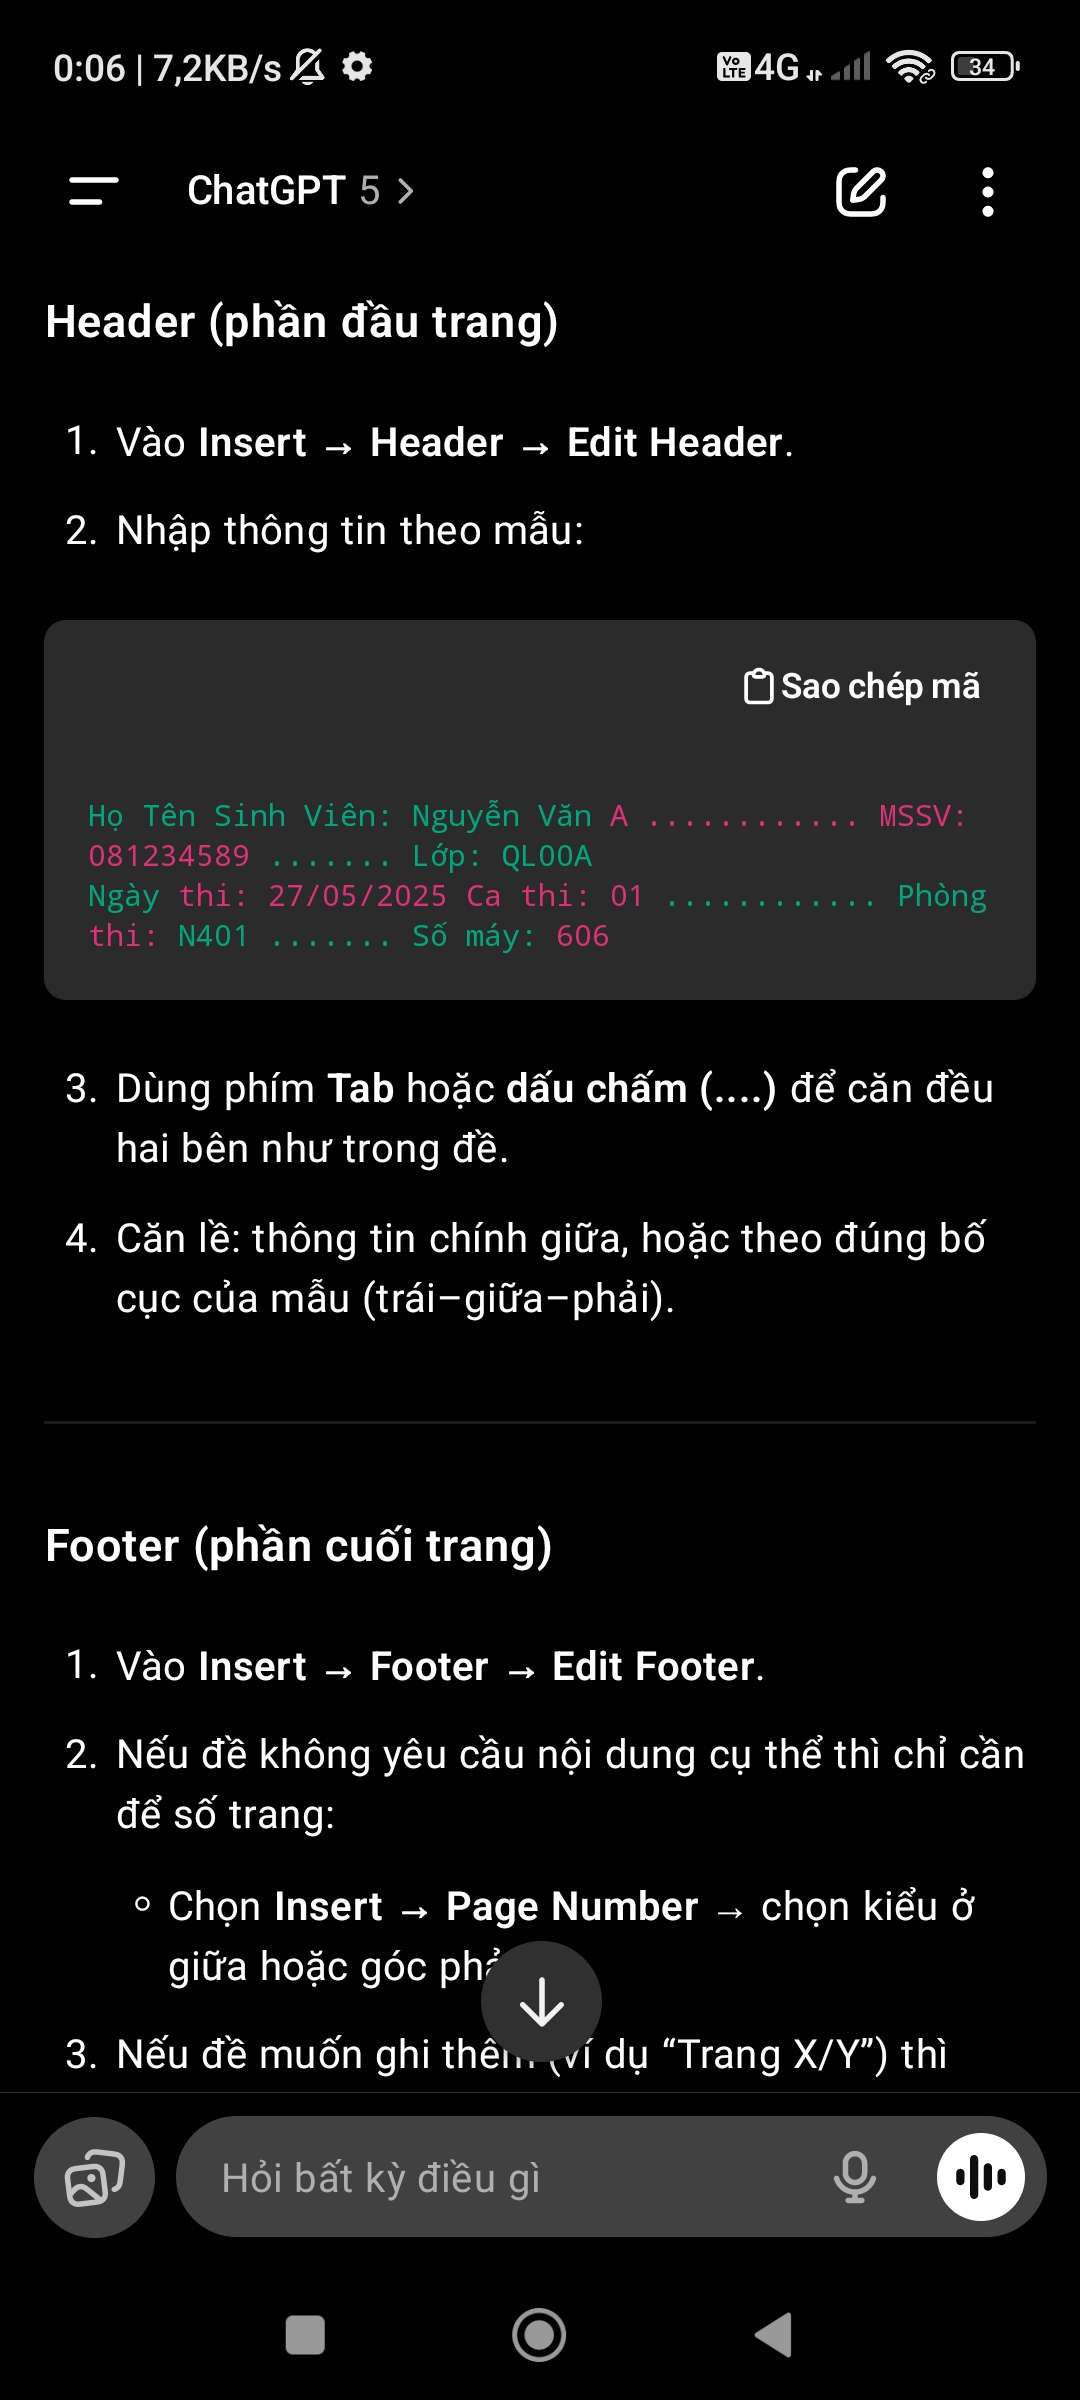 0:06 | 7,2KB/s
Vo LTE 4G 34
ChatGPT 5 >
Header (phần đầu trang)
1. Vào Insert → Header → Edit Header.
2. Nhập thông tin theo mẫu:
Sao chép mã
Họ Tên Sinh Viên: Nguyễn Văn A ............ MSSV:
081234589 ....... Lớp: QL00A
Ngày thi: 27/05/2025 Ca thi: 01 ............ Phòng
thi: N401 ....... Số máy: 606
3. Dùng phím Tab hoặc dấu chấm (....) để căn đều
hai bên như trong đề.
4. Căn lề: thông tin chính giữa, hoặc theo đúng bố
cục của mẫu (trái–giữa–phải).
Footer (phần cuối trang)
1. Vào Insert → Footer → Edit Footer.
2. Nếu đề không yêu cầu nội dung cụ thể thì chỉ cần
để số trang:
Chọn Insert → Page Number → chọn kiểu ở
giữa hoặc góc
3. Nếu đề muốn ghi thêm (ví dụ “Trang X/Y”) thì
Hỏi bất kỳ điều gì